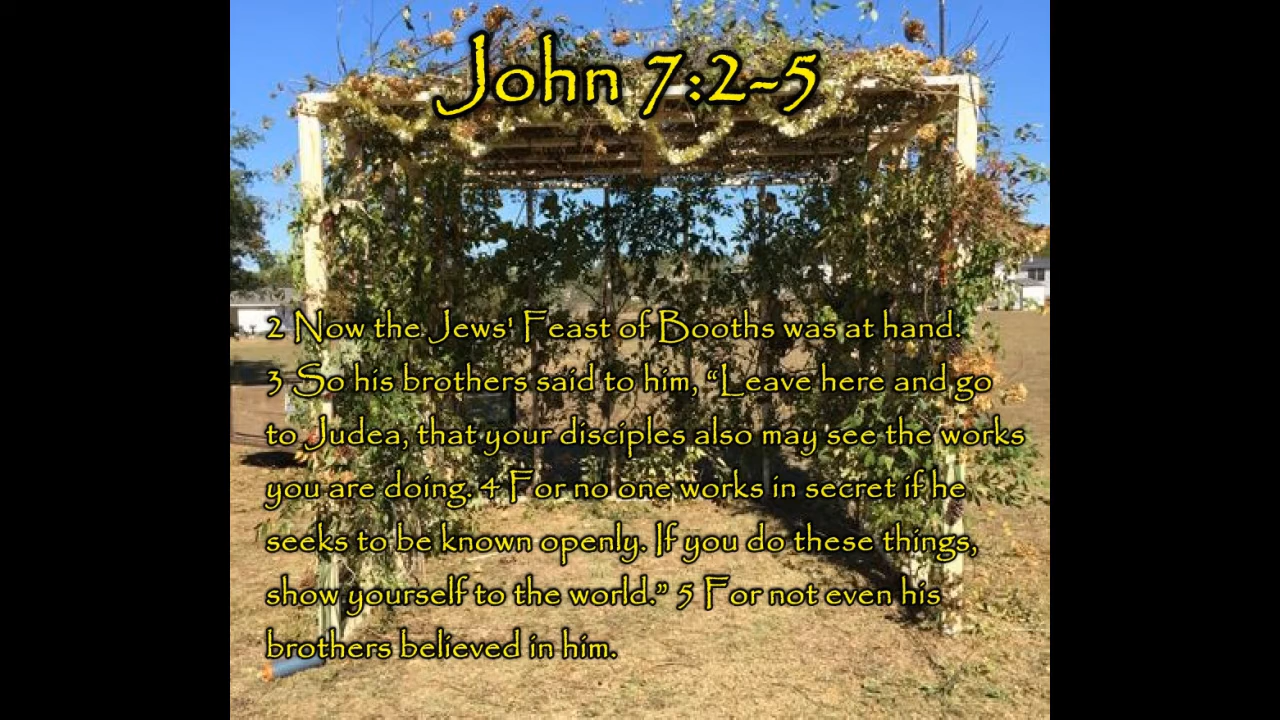 John 7:2-5
2 Now the Jews' Feast of Booths was at hand.
3 So his brothers said to him, “Leave here and go
to Judea, that your disciples also may see the works
you are doing. 4 For no one works in secret if he
seeks to be known openly. If you do these things,
show yourself to the world.” 5 For not even his
brothers believed in him.